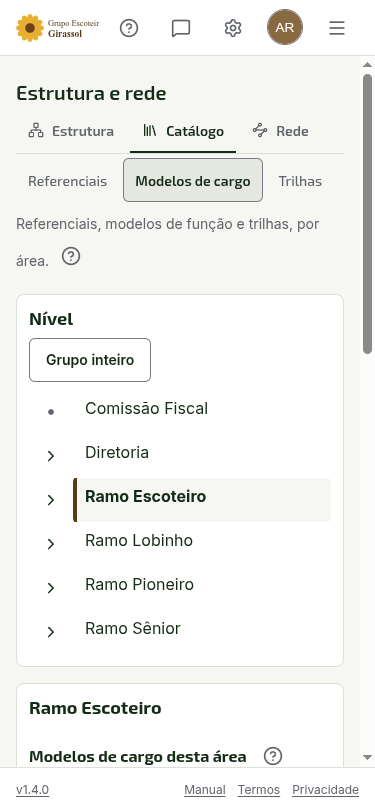 Grupo Escoteir
Girassol
AR
Estrutura e rede
Estrutura
Catálogo
Rede
Referenciais
Modelos de cargo
Trilhas
Referenciais, modelos de função e trilhas, por
área.
Nível
Grupo inteiro
Comissão Fiscal
Diretoria
Ramo Escoteiro
Ramo Lobinho
Ramo Pioneiro
Ramo Sênior
Ramo Escoteiro
Modelos de cargo desta área
v1.4.0
Manual
Termos
Privacidade